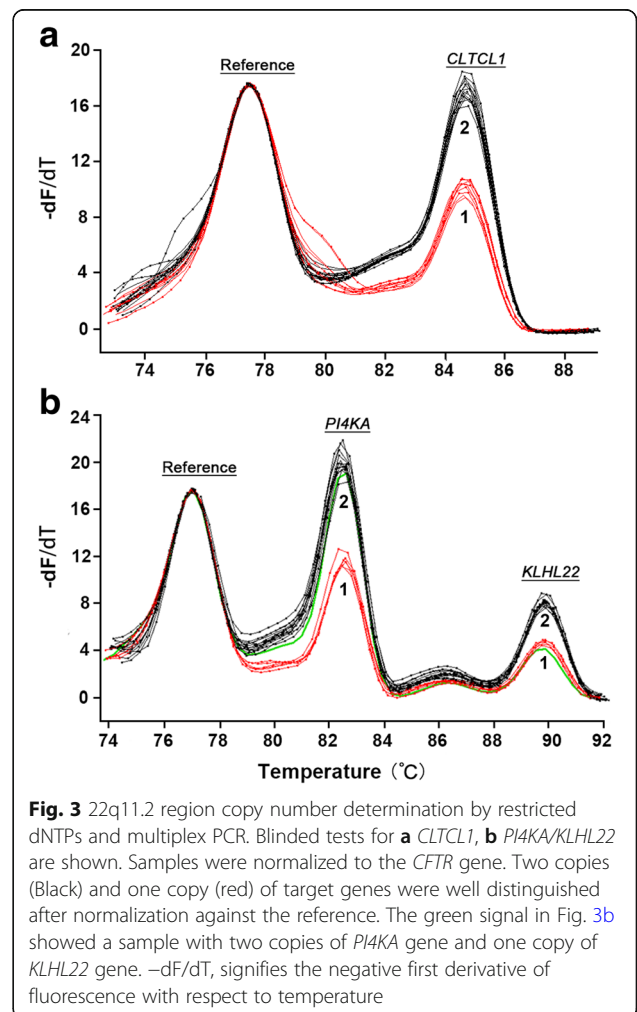 a
20
16
12
8
4
0
-dF/dT
Reference
CLTCL1
2
1
74 76 78 80 82 84 86 88
b
24
20
16
12
8
4
0
-dF/dT
Reference
PI4KA
KLHL22
2
1
2
1
74 76 78 80 82 84 86 88 90 92
Temperature (℃)
Fig. 3 22q11.2 region copy number determination by restricted
dNTPs and multiplex PCR. Blinded tests for a CLTCL1, b PI4KA/KLHL22
are shown. Samples were normalized to the CFTR gene. Two copies
(Black) and one copy (red) of target genes were well distinguished
after normalization against the reference. The green signal in Fig. 3b
showed a sample with two copies of PI4KA gene and one copy of
KLHL22 gene. −dF/dT, signifies the negative first derivative of
fluorescence with respect to temperature